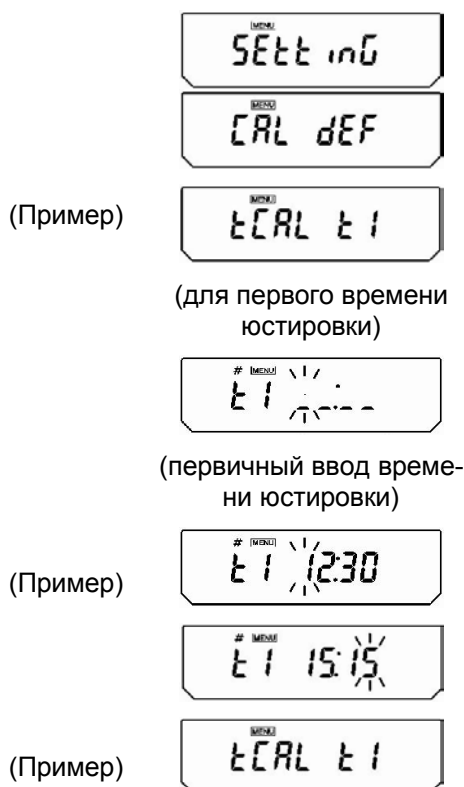 MENU
SEtt inG
MENU
CAL dEF
(Пример)
MENU
tCAL t1
(для первого времени
юстировки)
# MENU
t1 --:--
(первичный ввод време-
ни юстировки)
(Пример)
# MENU
t1 12:30
# MENU
t1 15:15
(Пример)
MENU
tCAL t1